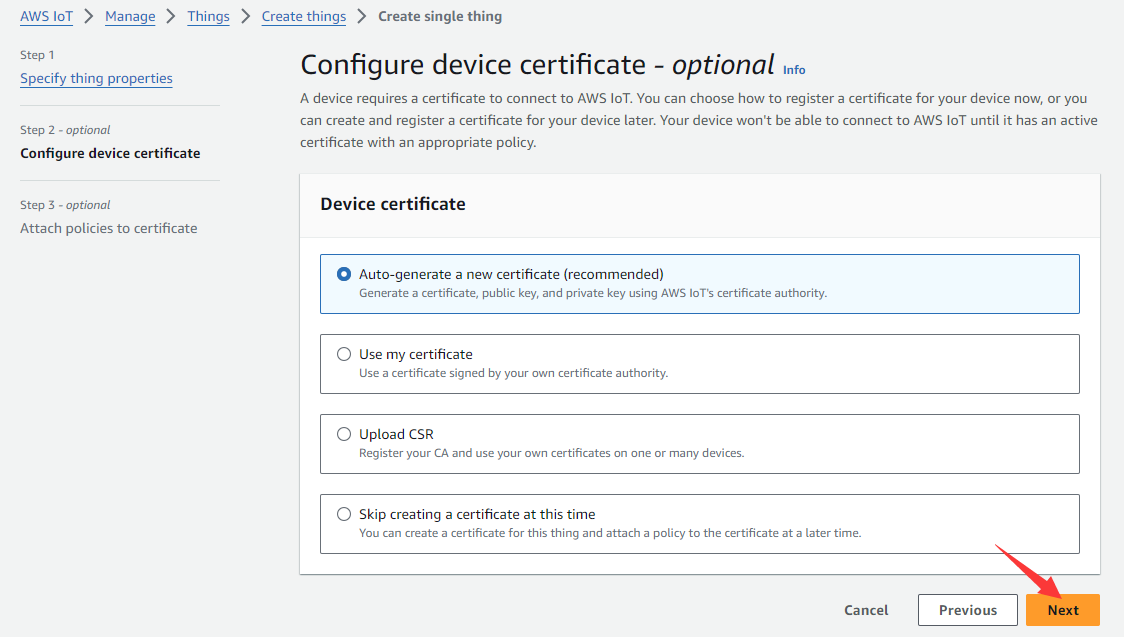 AWS IoT > Manage > Things > Create things > Create single thing
Step 1
Specify thing properties
Step 2 - optional
Configure device certificate
Step 3 - optional
Attach policies to certificate
Configure device certificate - optional Info
A device requires a certificate to connect to AWS IoT. You can choose how to register a certificate for your device now, or you
can create and register a certificate for your device later. Your device won't be able to connect to AWS IoT until it has an active
certificate with an appropriate policy.
Device certificate
Auto-generate a new certificate (recommended)
Generate a certificate, public key, and private key using AWS IoT's certificate authority.
Use my certificate
Use a certificate signed by your own certificate authority.
Upload CSR
Register your CA and use your own certificates on one or many devices.
Skip creating a certificate at this time
You can create a certificate for this thing and attach a policy to the certificate at a later time.
Cancel Previous Next